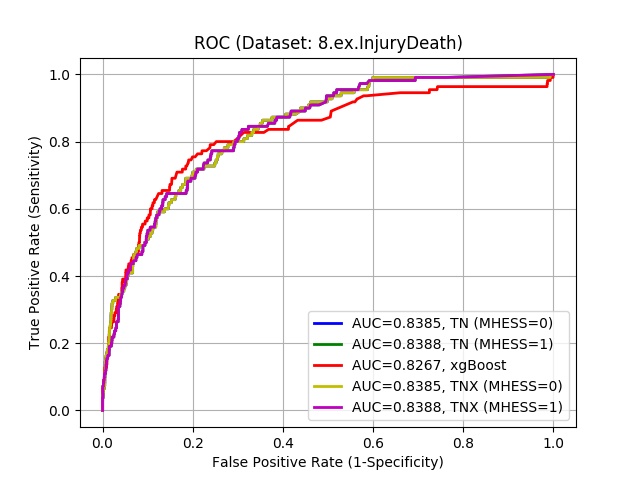 ROC (Dataset: 8.ex.InjuryDeath)
True Positive Rate (Sensitivity)
1.0
0.8
0.6
0.4
0.2
0.0
AUC=0.8385, TN (MHESS=0)
AUC=0.8388, TN (MHESS=1)
AUC=0.8267, xgBoost
AUC=0.8385, TNX (MHESS=0)
AUC=0.8388, TNX (MHESS=1)
0.0 0.2 0.4 0.6 0.8 1.0
False Positive Rate (1-Specificity)